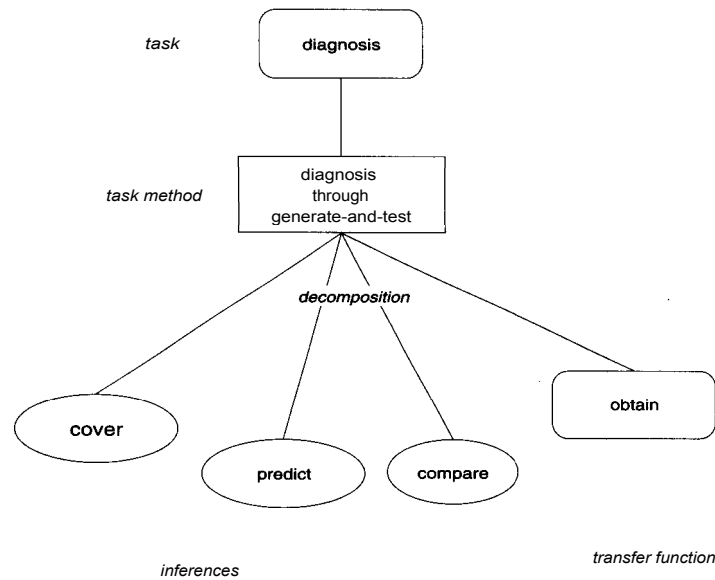 task
diagnosis
task method
diagnosis
through
generate-and-test
decomposition
cover
predict
compare
obtain
inferences
transfer function